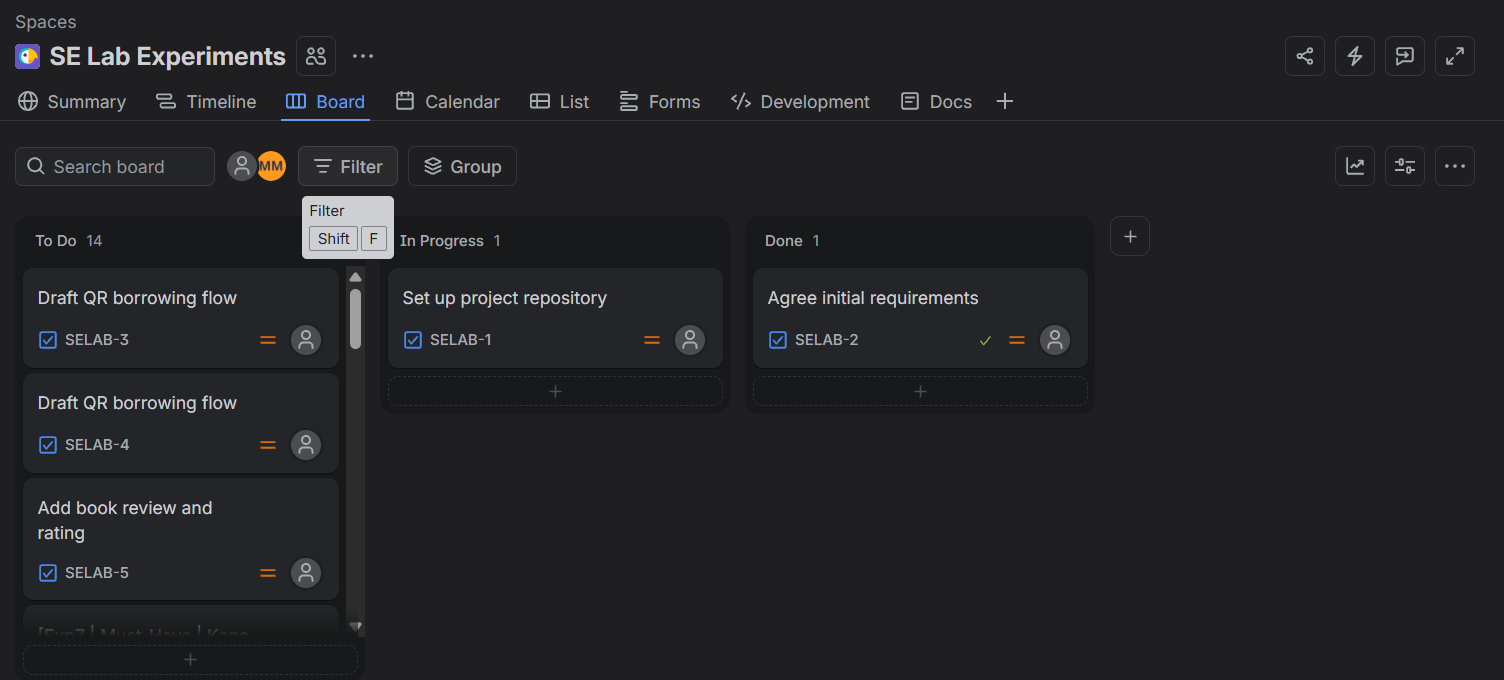 Spaces
SE Lab Experiments
Summary Timeline Board Calendar List Forms Development Docs
Search board MM Filter Group
Filter
Shift F
To Do 14
Draft QR borrowing flow
SELAB-3
Draft QR borrowing flow
SELAB-4
Add book review and
rating
SELAB-5
In Progress 1
Set up project repository
SELAB-1
Done 1
Agree initial requirements
SELAB-2